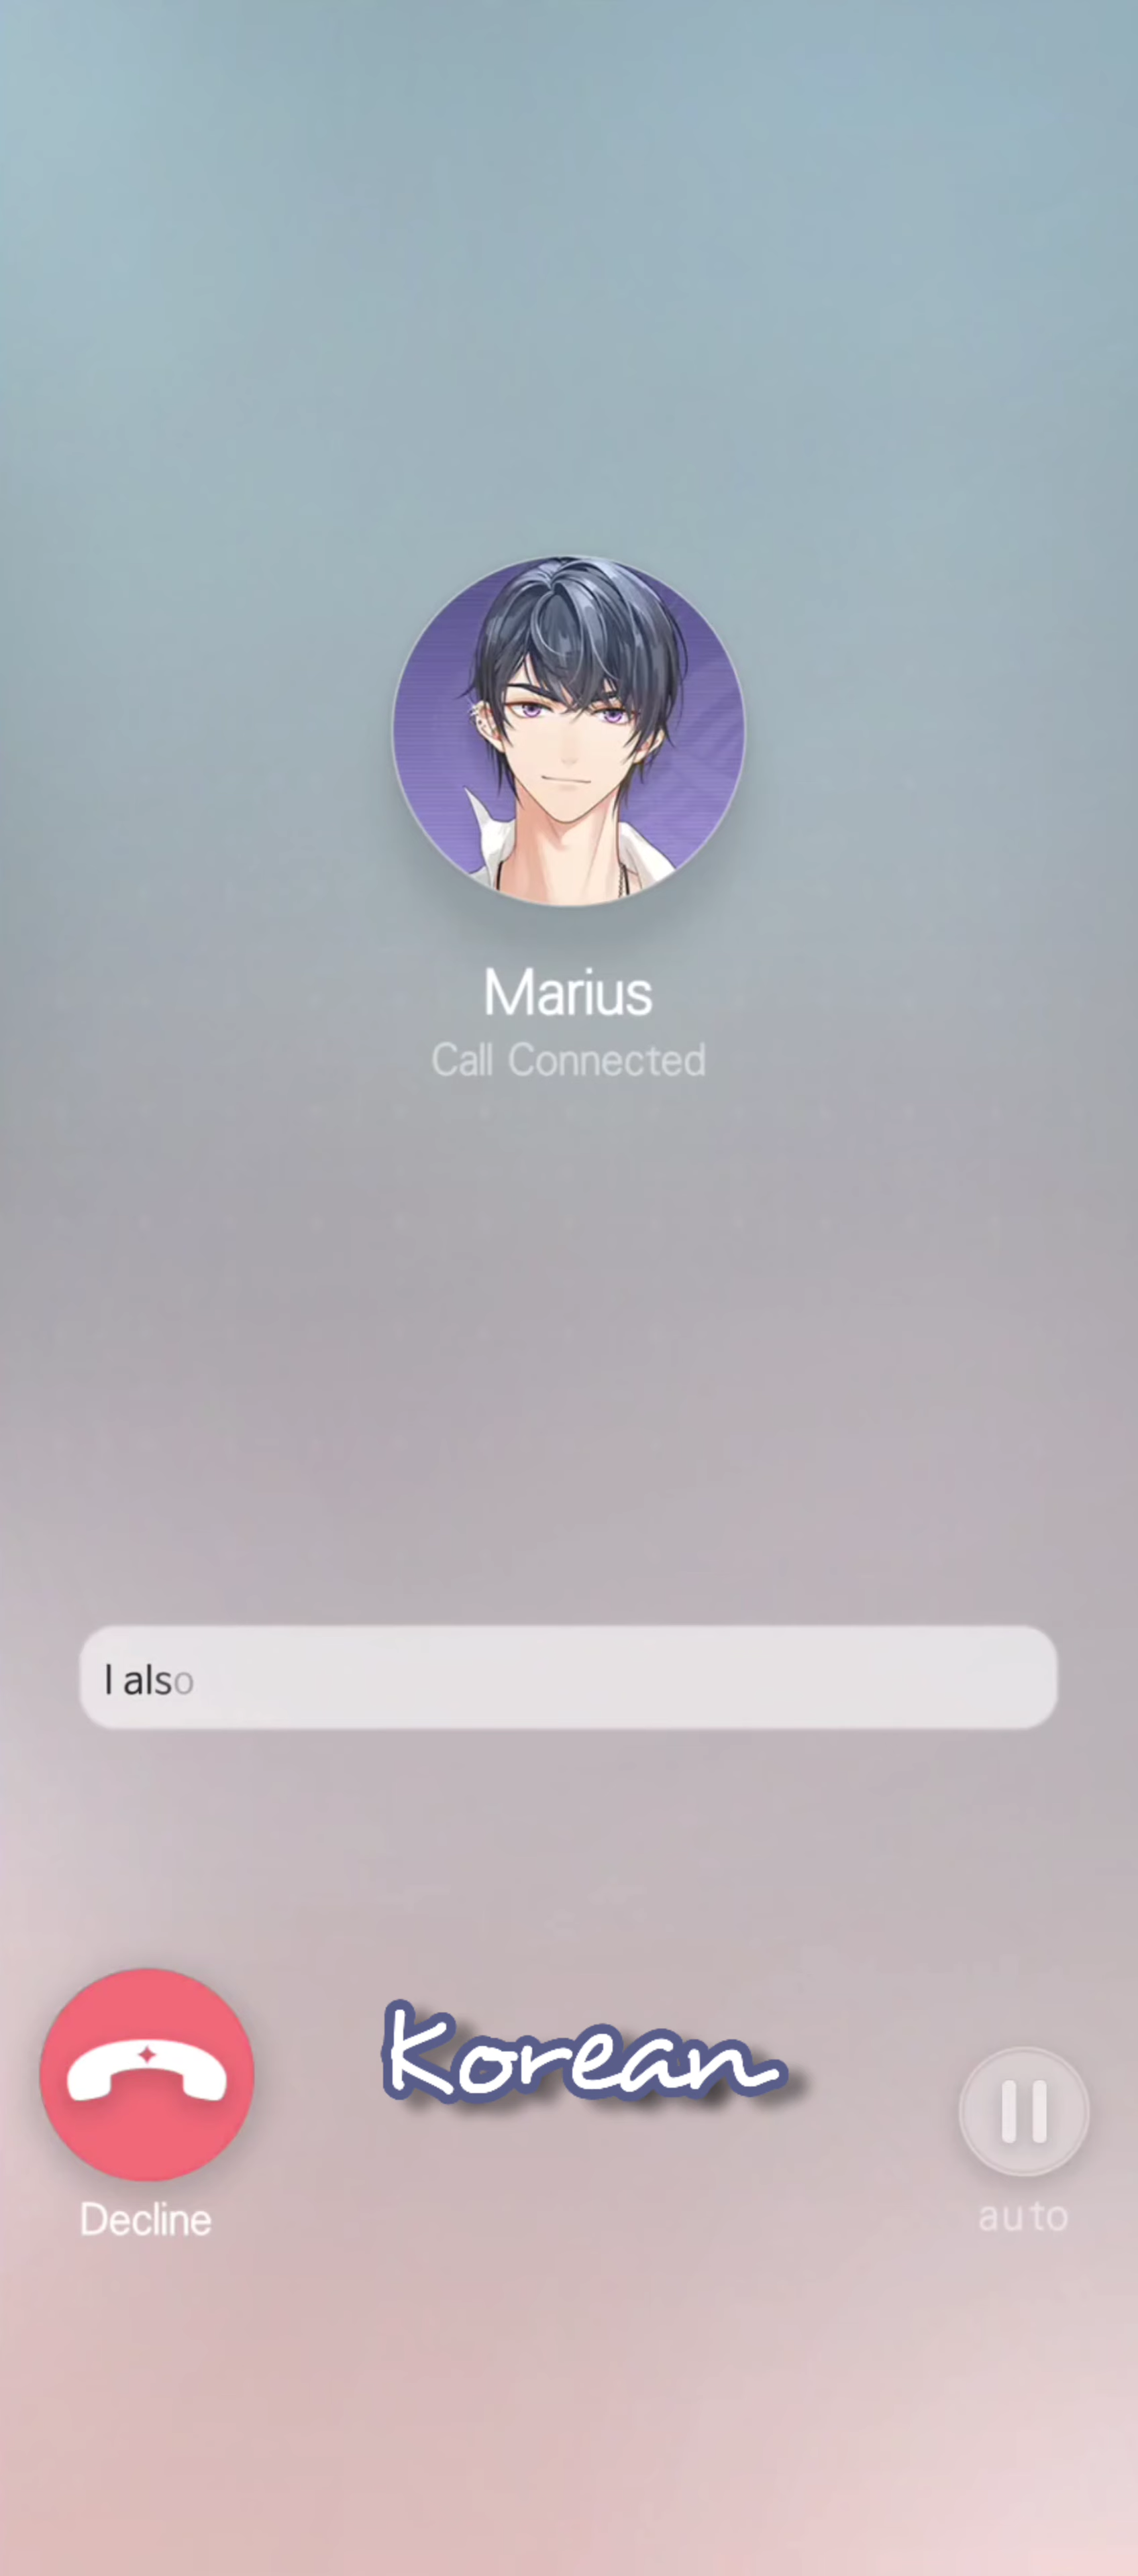 Marius
Call Connected
I also
Korean
Decline
auto